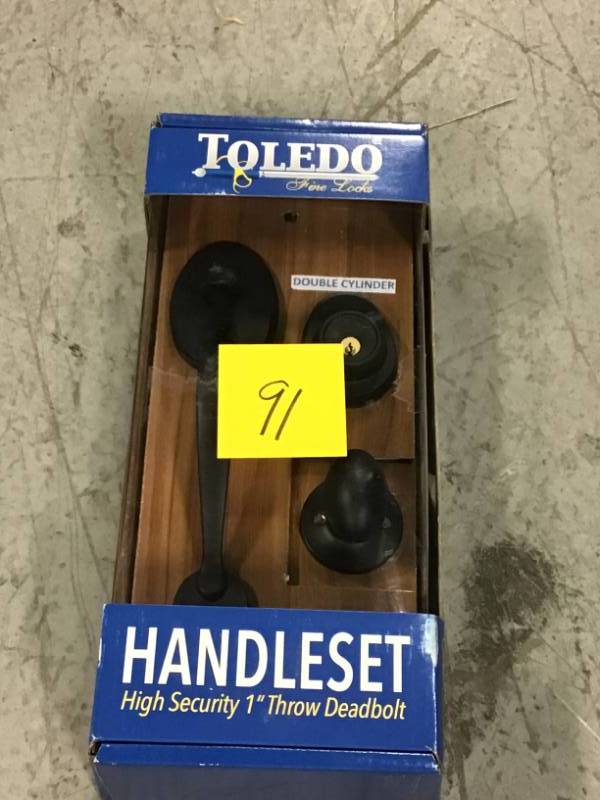 TOLEDO
Fine Locks
DOUBLE CYLINDER
91
HANDLESET
High Security 1" Throw Deadbolt